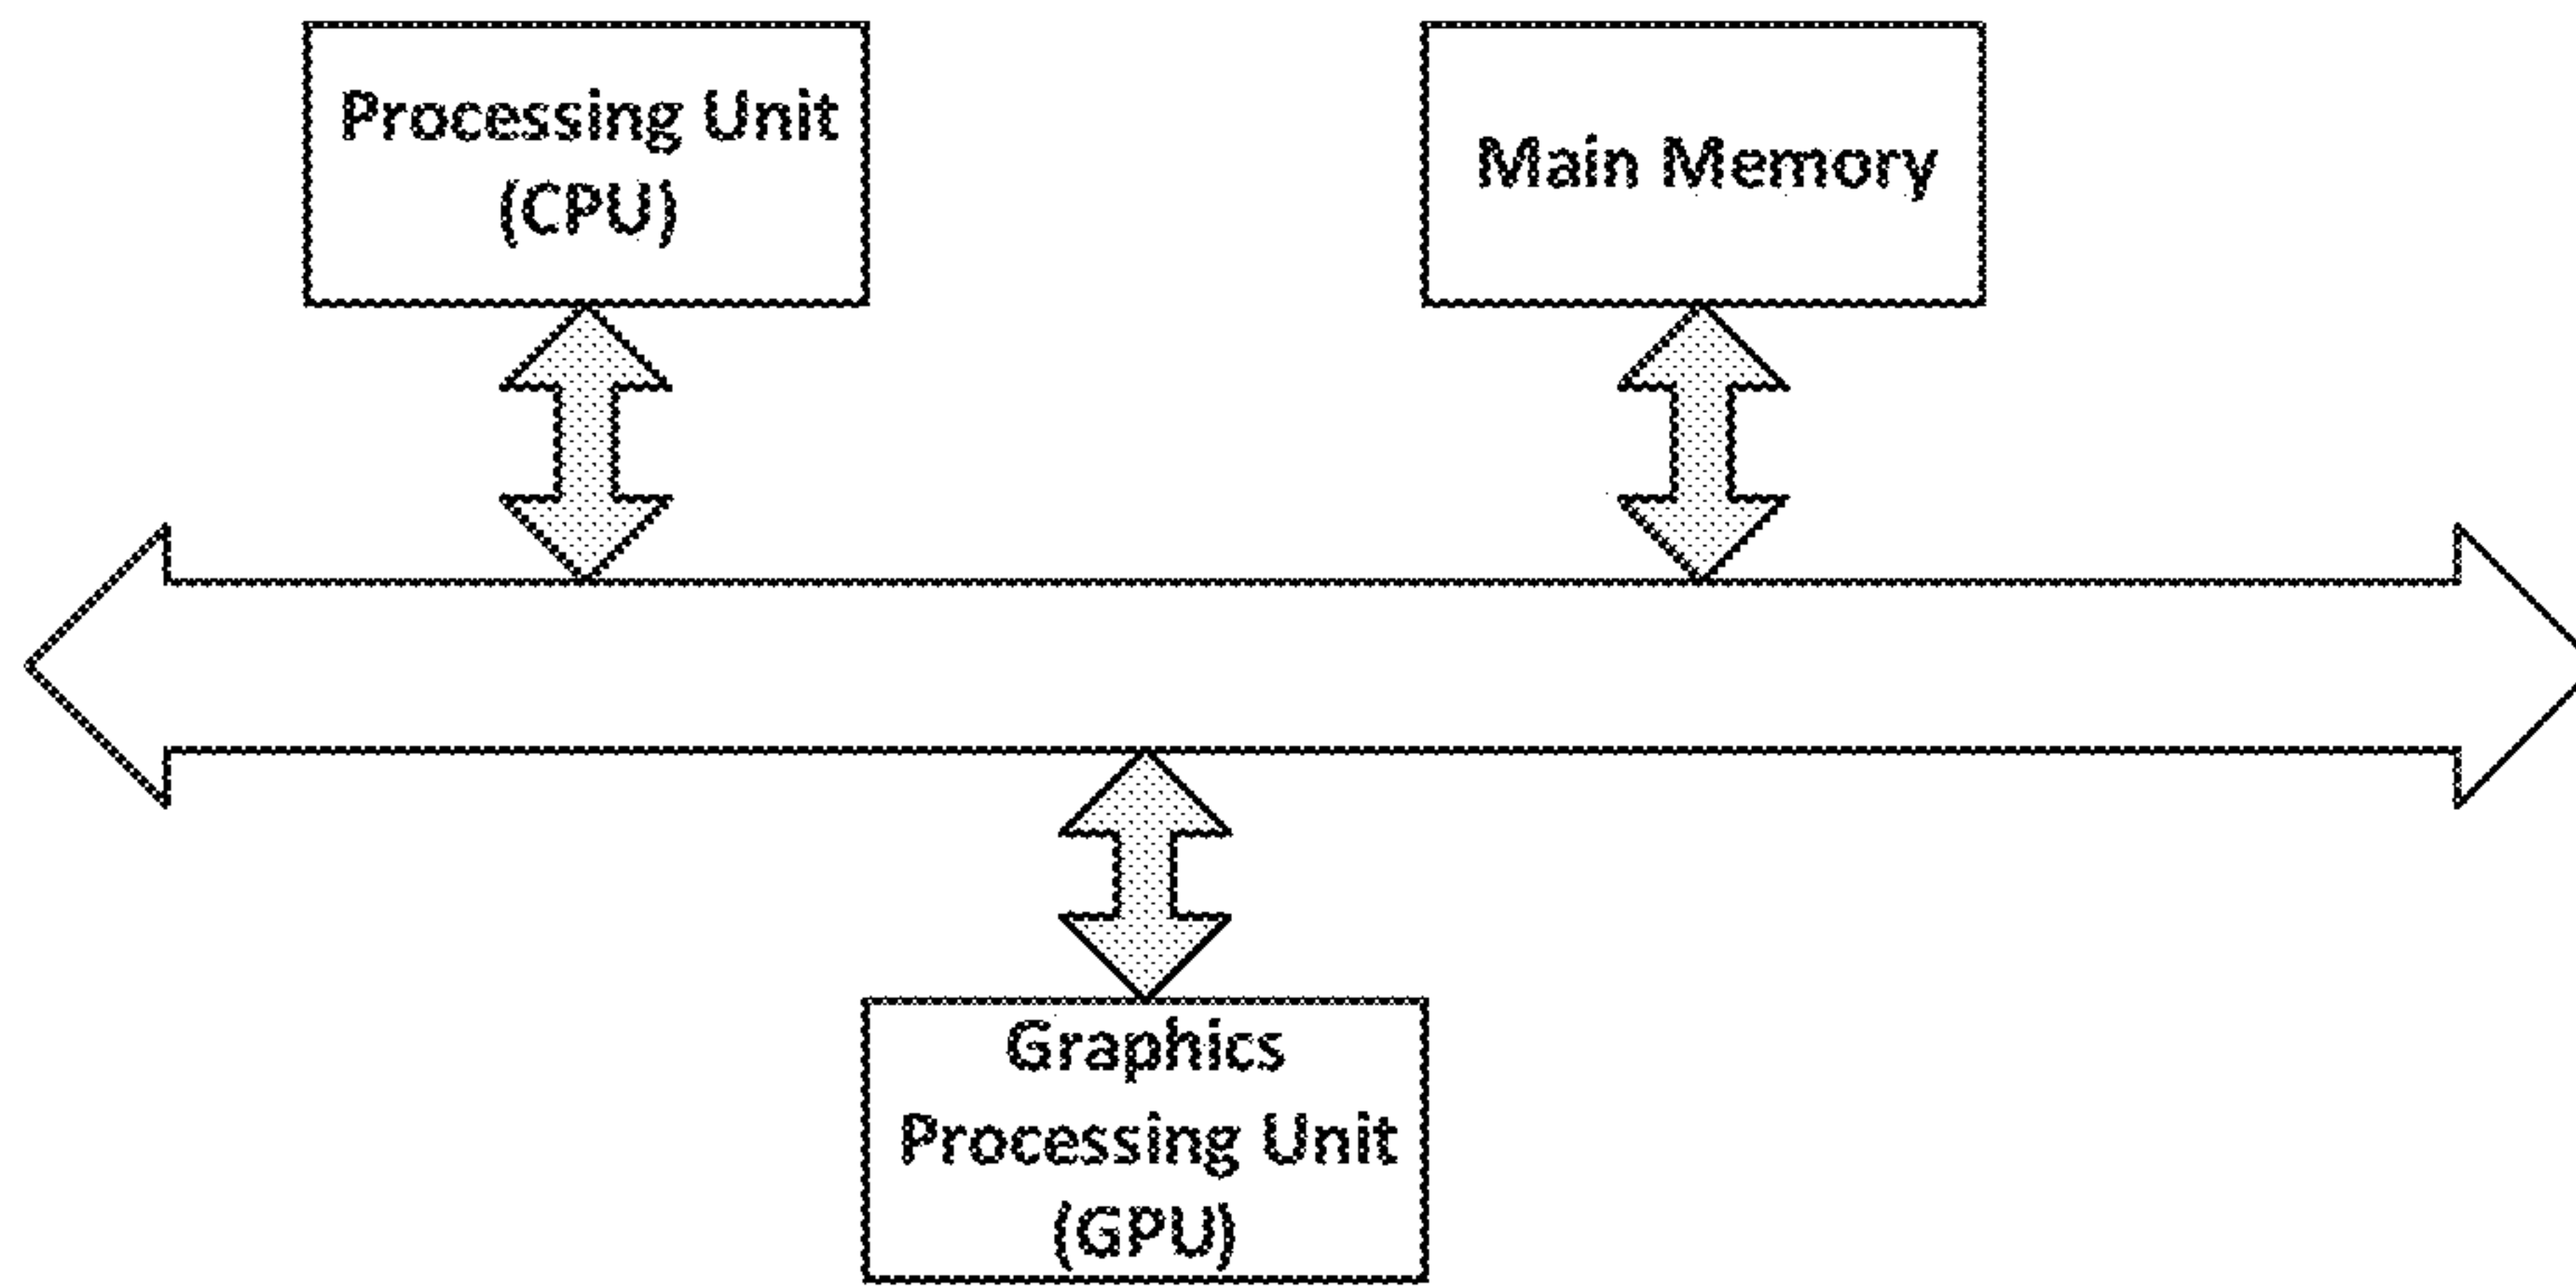 Processing Unit
(CPU)
Main Memory
Graphics
Processing Unit
(GPU)